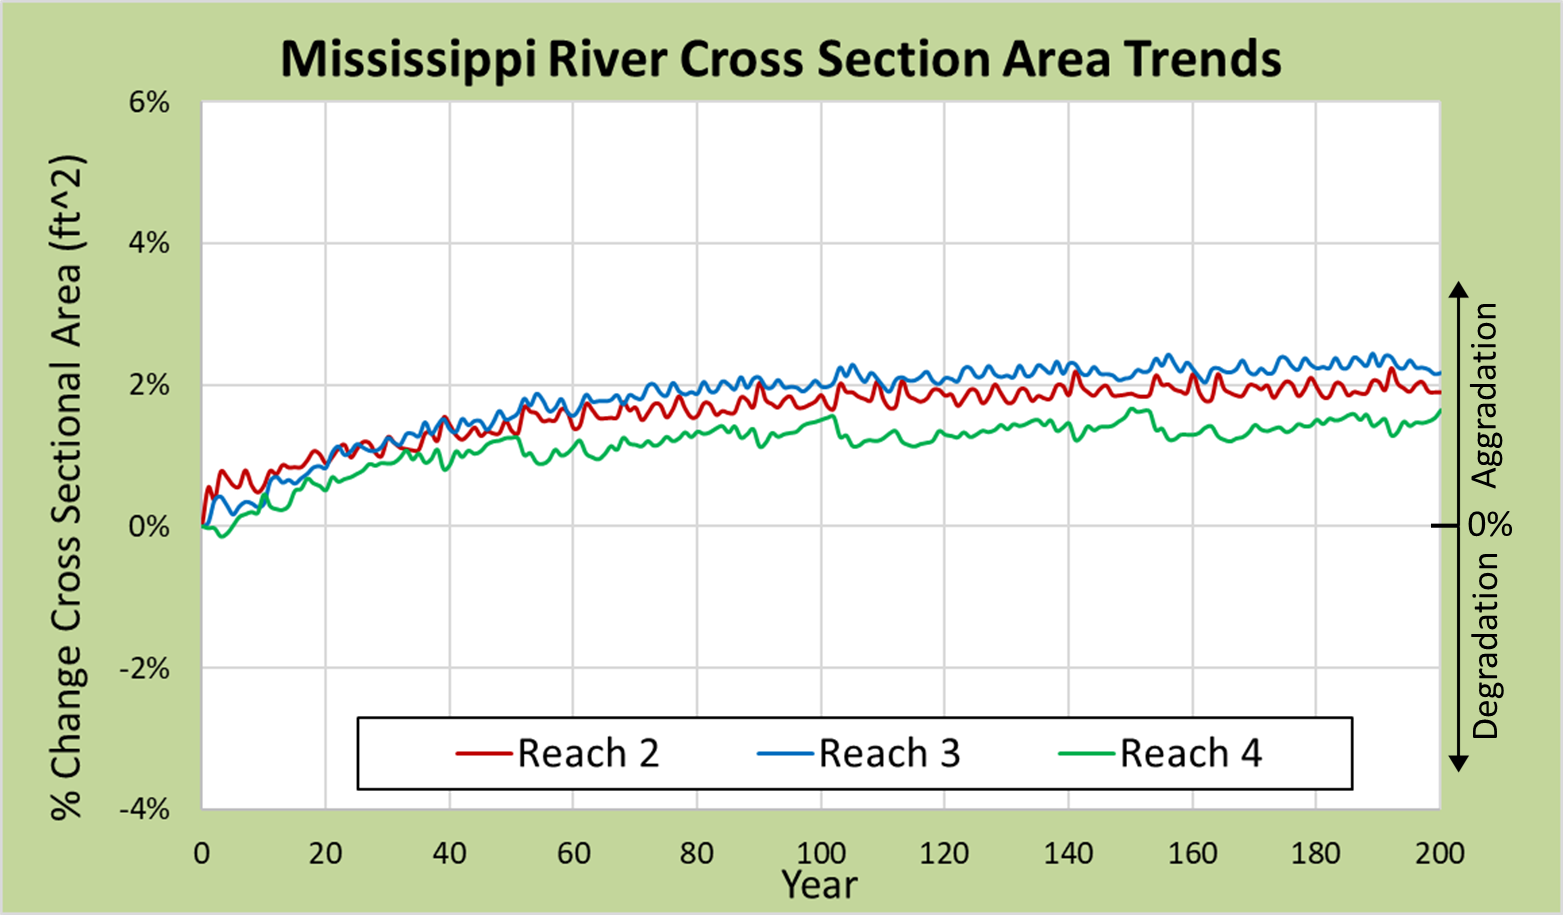 Mississippi River Cross Section Area Trends
% Change Cross Sectional Area (ft^2)
6%
4%
2%
0%
-2%
-4%
Aggradation
0%
Degradation
Reach 2
Reach 3
Reach 4
0 20 40 60 80 100 120 140 160 180 200
Year